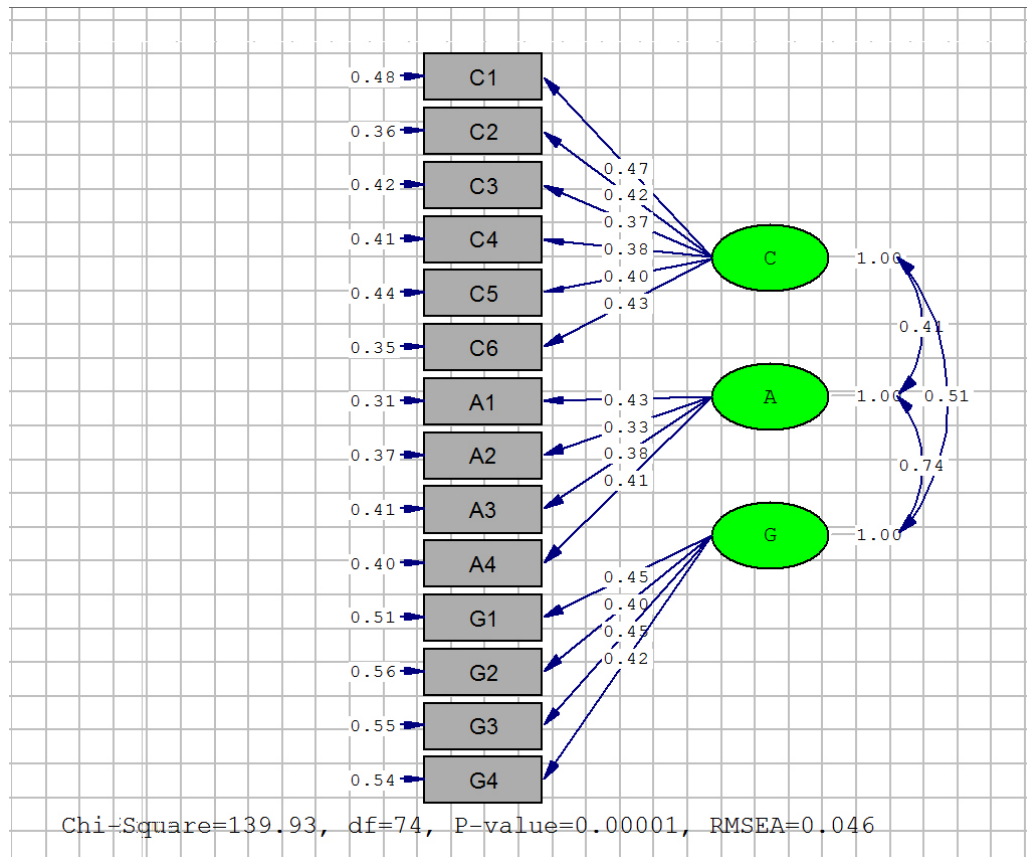 0.48 C1
0.36 C2
0.47
0.42 C3
0.42
0.37
0.41 C4
0.38
C 1.00
0.40
0.44 C5
0.43
0.41
0.35 C6
0.31 A1 0.43 A 1.00 0.51
0.33
0.37 A2 0.38
0.74
0.41
0.41 A3
G 1.00
0.40 A4
0.45
0.51 G1 0.40
0.45
0.42
0.56 G2
0.55 G3
0.54 G4
Chi-Square=139.93, df=74, P-value=0.00001, RMSEA=0.046